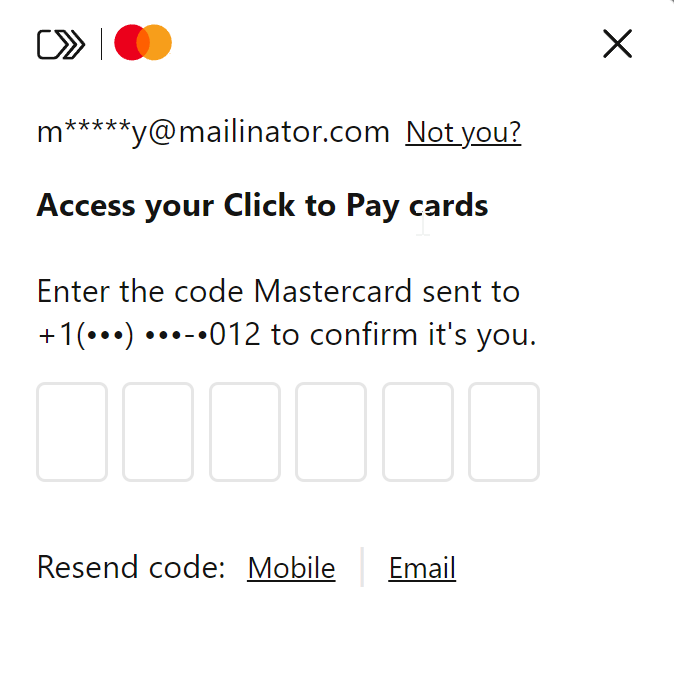 m*****y@mailinator.com Not you?
Access your Click to Pay cards
Enter the code Mastercard sent to
+1(•••) •••-•012 to confirm it's you.
Resend code: Mobile Email